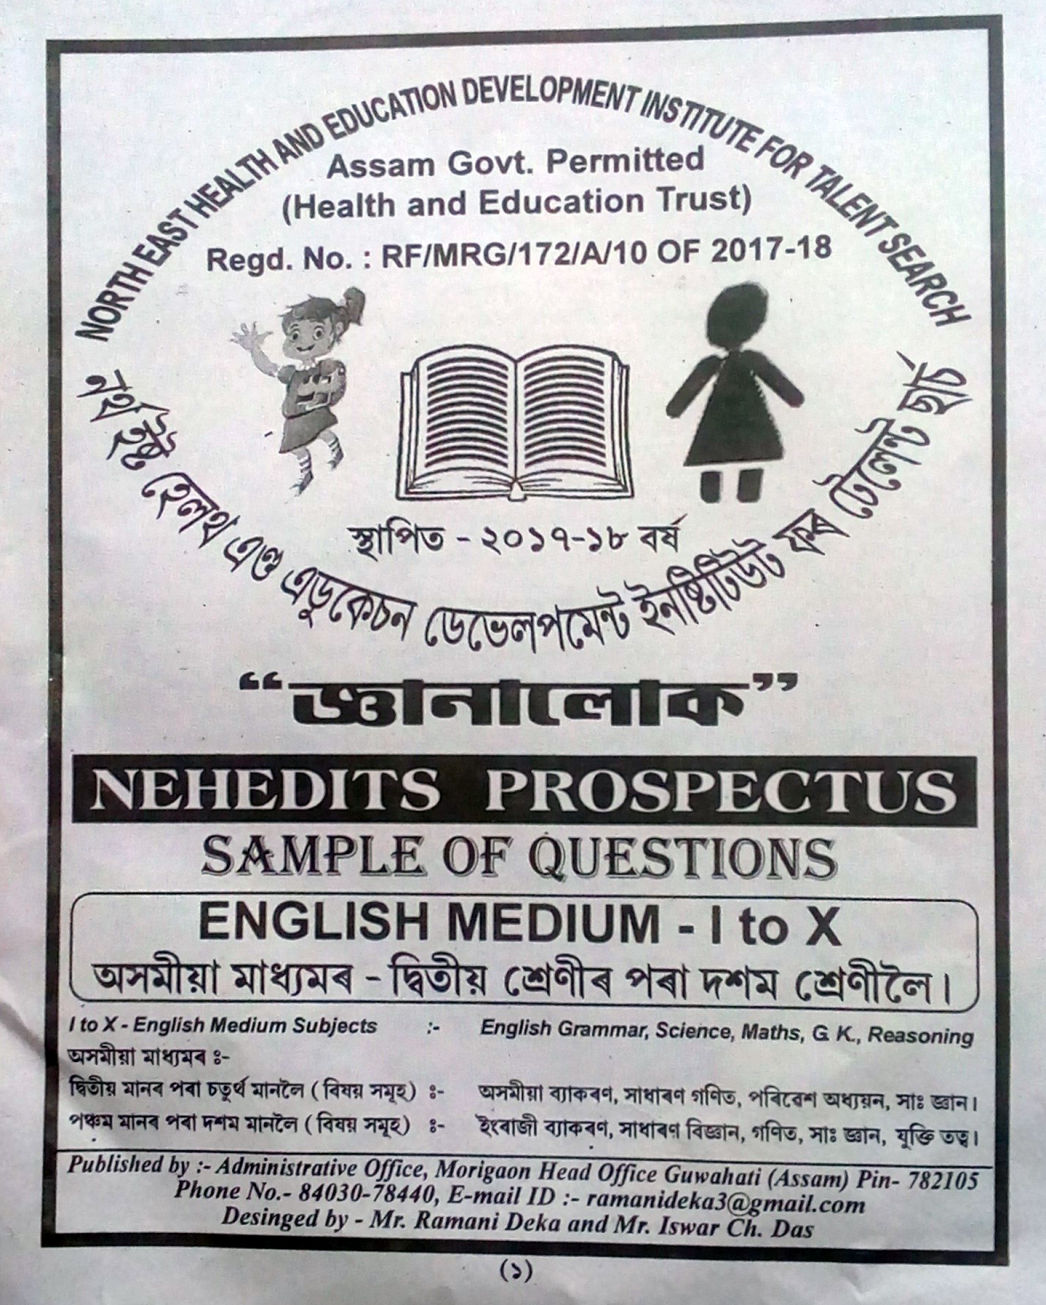 NORTH EAST HEALTH AND EDUCATION DEVELOPMENT INSTITUTE FOR TALENT SEARCH
Assam Govt. Permitted
(Health and Education Trust)
Regd. No. : RF/MRG/172/A/10 OF 2017-18
স্থাপিত - ২০১৭-১৮ বৰ্ষ
নৰ্থ ইষ্ট হেলথ এণ্ড এডুকেচন ডেভেলপমেন্ট ইনষ্টিটিউট ফৰ টেলেন্ট ছাৰ্চ
“জ্ঞানালোক”
NEHEDITS PROSPECTUS
SAMPLE OF QUESTIONS
ENGLISH MEDIUM - I to X
অসমীয়া মাধ্যমৰ - দ্বিতীয় শ্ৰেণীৰ পৰা দশম শ্ৰেণীলৈ।
I to X - English Medium Subjects :- English Grammar, Science, Maths, G. K., Reasoning
অসমীয়া মাধ্যমৰ ঃ-
দ্বিতীয় মানৰ পৰা চতুৰ্থ মানলৈ (বিষয় সমূহ) ঃ- অসমীয়া ব্যাকৰণ, সাধাৰণ গণিত, পৰিৱেশ অধ্যয়ন, সাঃ জ্ঞান।
পঞ্চম মানৰ পৰা দশম মানলৈ (বিষয় সমূহ) ঃ- ইংৰাজী ব্যাকৰণ, সাধাৰণ বিজ্ঞান, গণিত, সাঃ জ্ঞান, যুক্তি তত্ব।
Published by :- Administrative Office, Morigaon Head Office Guwahati (Assam) Pin- 782105
Phone No.- 84030-78440, E-mail ID :- ramanideka3@gmail.com
Desinged by - Mr. Ramani Deka and Mr. Iswar Ch. Das
(১)